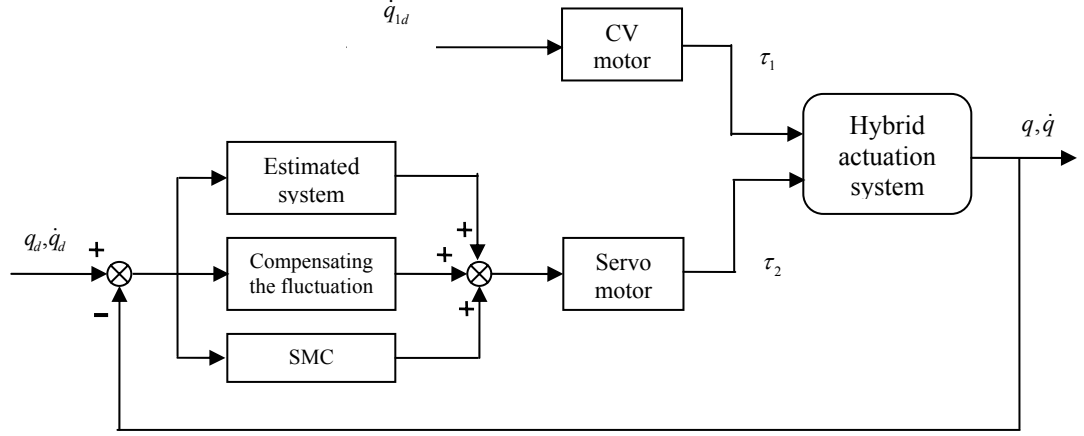 q̇1d
CV
motor
τ1
Hybrid
actuation
system
q, q̇
Estimated
system
+
qd, q̇d
+
Compensating
the fluctuation
+
Servo
motor
τ2
−
+
SMC